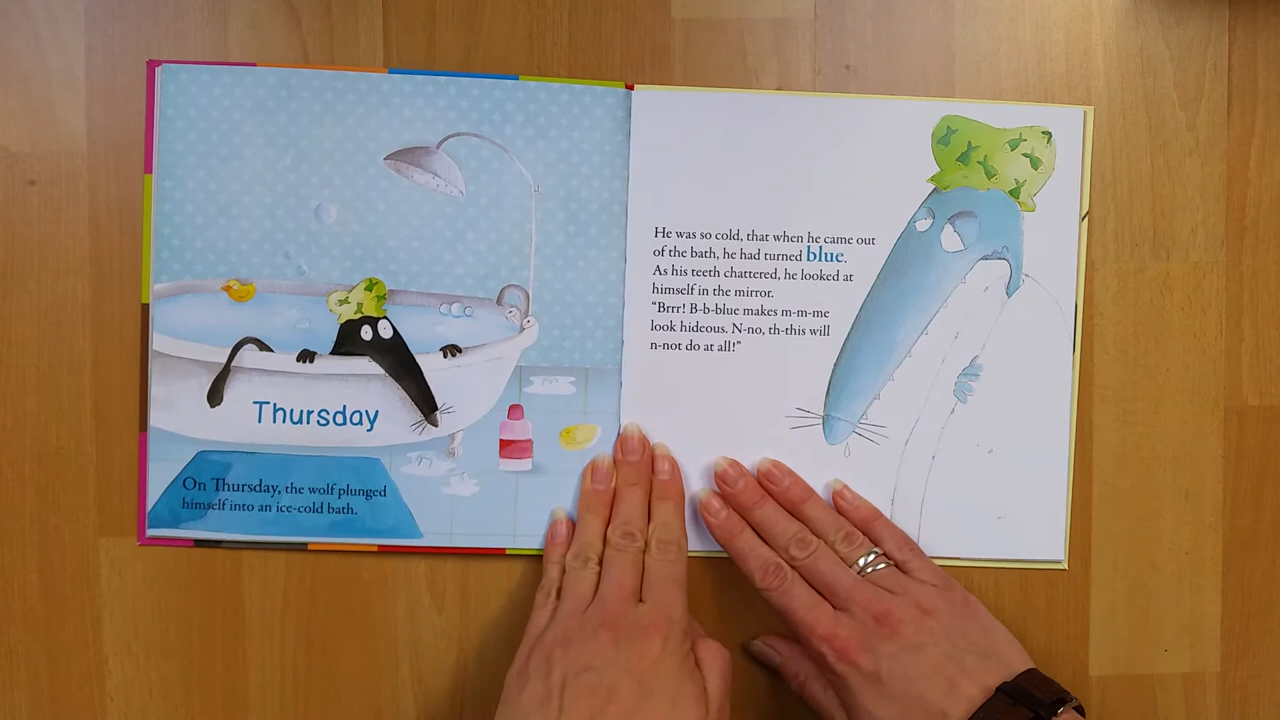 Thursday
On Thursday, the wolf plunged
himself into an ice-cold bath.
He was so cold, that when he came out
of the bath, he had turned blue.
As his teeth chattered, he looked at
himself in the mirror.
“Brrr! B-b-blue makes m-m-me
look hideous. N-no, th-this will
n-not do at all!”